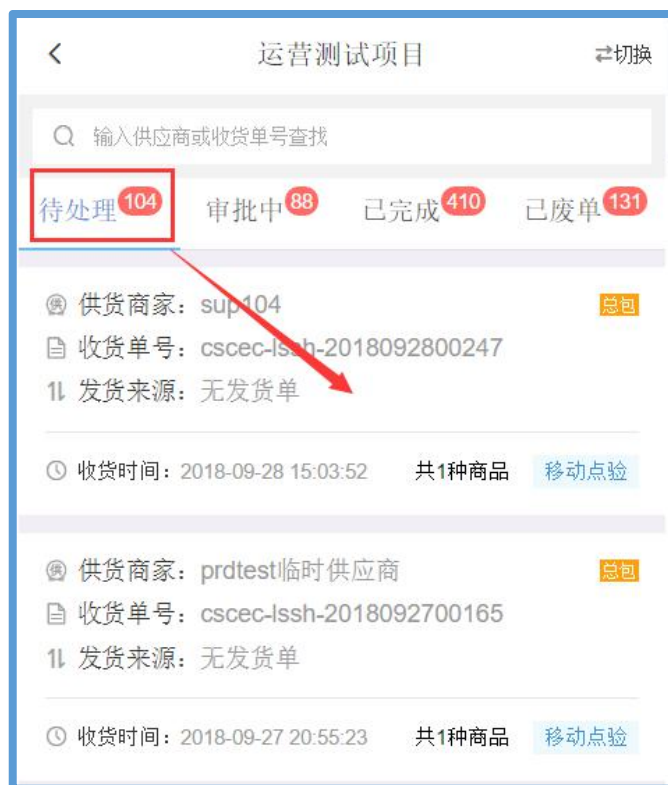 运营测试项目 切换
输入供应商或收货单号查找
待处理 104 审批中 88 已完成 410 已废单 131
供 供货商家：sup104 总包
收货单号：cscec-lssh-2018092800247
发货来源：无发货单
收货时间：2018-09-28 15:03:52 共1种商品 移动点验
供 供货商家：prdtest临时供应商 总包
收货单号：cscec-lssh-2018092700165
发货来源：无发货单
收货时间：2018-09-27 20:55:23 共1种商品 移动点验